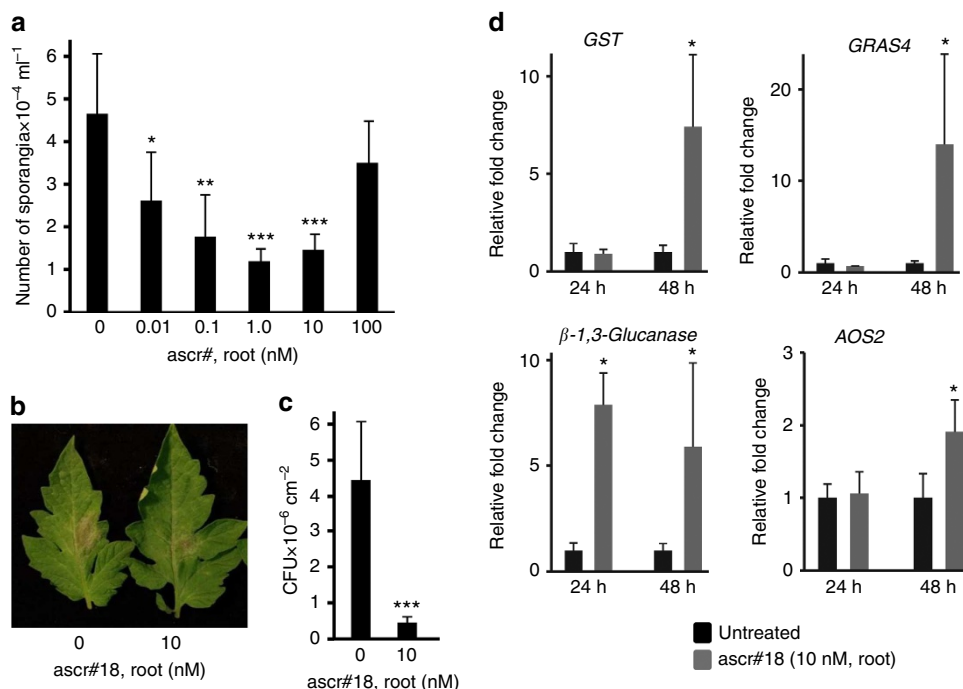 a
Number of sporangia×10⁻⁴ ml⁻¹
6
5
4
3
2
1
0
*
**
***
***
0 0.01 0.1 1.0 10 100
ascr#, root (nM)
b
0 10
ascr#18, root (nM)
c
CFU×10⁻⁶ cm⁻²
6
5
4
3
2
1
0
***
0 10
ascr#18, root (nM)
d
GST
Relative fold change
10
5
0
*
24 h 48 h
GRAS4
Relative fold change
20
10
0
*
24 h 48 h
β-1,3-Glucanase
Relative fold change
10
5
0
* *
24 h 48 h
AOS2
Relative fold change
3
2
1
0
*
24 h 48 h
Untreated
ascr#18 (10 nM, root)